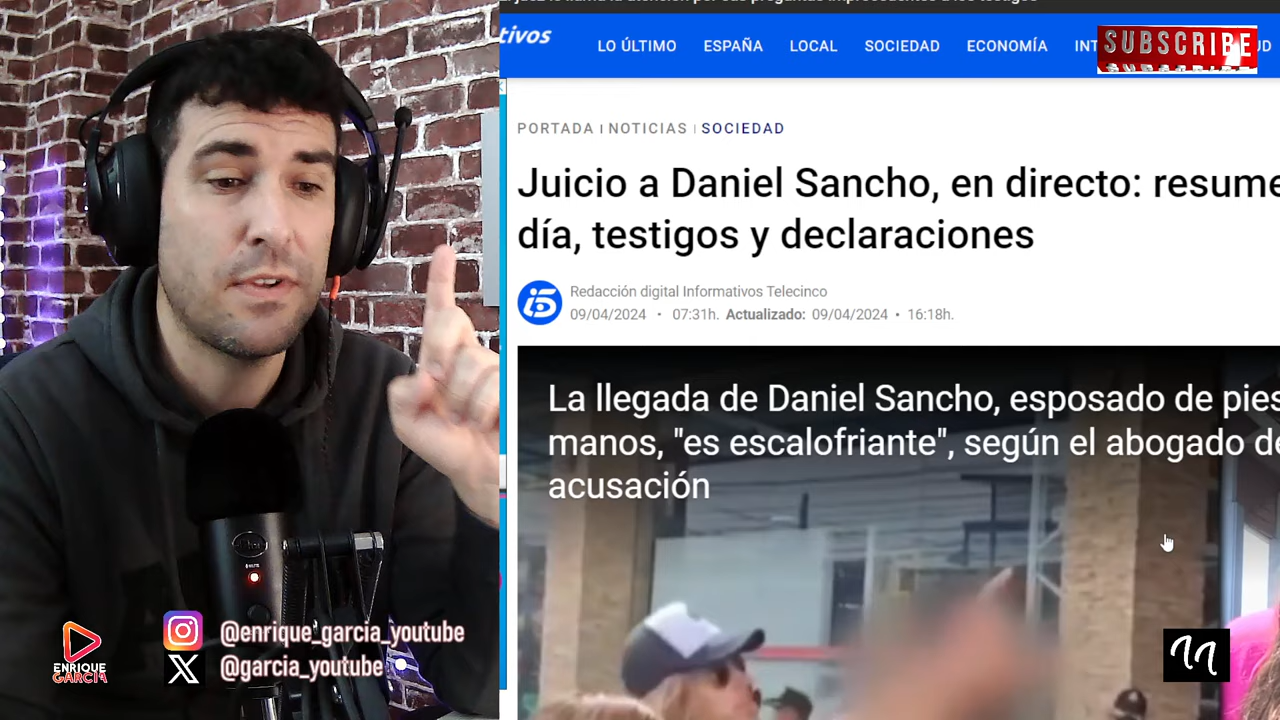 tivos
LO ÚLTIMO ESPAÑA LOCAL SOCIEDAD ECONOMÍA INT
SUBSCRIBE
PORTADA | NOTICIAS | SOCIEDAD
Juicio a Daniel Sancho, en directo: resume
día, testigos y declaraciones
Redacción digital Informativos Telecinco
09/04/2024 • 07:31h. Actualizado: 09/04/2024 • 16:18h.
La llegada de Daniel Sancho, esposado de pies
manos, "es escalofriante", según el abogado de
acusación
@enrique_garcia_youtube
@garcia_youtube
ENRIQUE
GARCIA